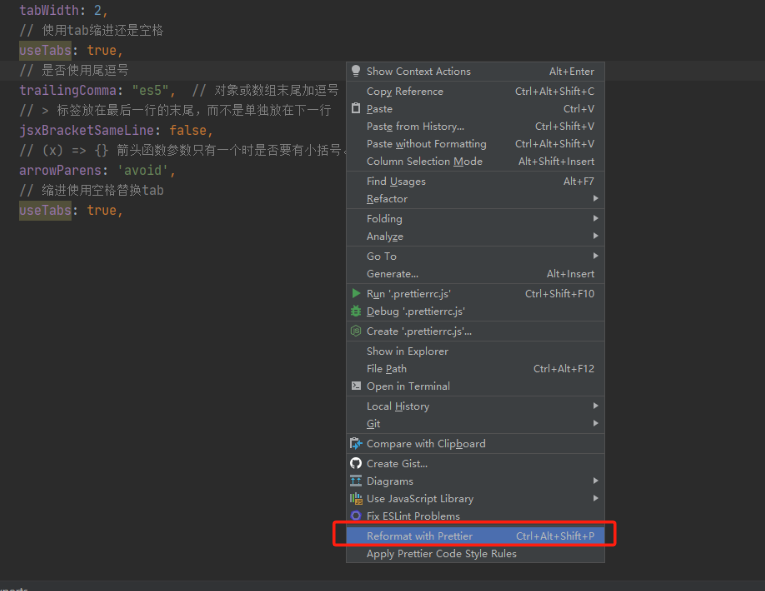 tabWidth: 2,
// 使用tab缩进还是空格
useTabs: true,
// 是否使用尾逗号
trailingComma: "es5",  // 对象或数组末尾加逗号
// > 标签放在最后一行的末尾，而不是单独放在下一行
jsxBracketSameLine: false,
// (x) => {} 箭头函数参数只有一个时是否要有小括号。
arrowParens: 'avoid',
// 缩进使用空格替换tab
useTabs: true,
Show Context Actions Alt+Enter
Copy Reference Ctrl+Alt+Shift+C
Paste Ctrl+V
Paste from History... Ctrl+Shift+V
Paste without Formatting Ctrl+Alt+Shift+V
Column Selection Mode Alt+Shift+Insert
Find Usages Alt+F7
Refactor
Folding
Analyze
Go To
Generate... Alt+Insert
Run '.prettierrc.js' Ctrl+Shift+F10
Debug '.prettierrc.js'
Create '.prettierrc.js'...
Show in Explorer
File Path Ctrl+Alt+F12
Open in Terminal
Local History
Git
Compare with Clipboard
Create Gist...
Diagrams
Use JavaScript Library
Fix ESLint Problems
Reformat with Prettier Ctrl+Alt+Shift+P
Apply Prettier Code Style Rules